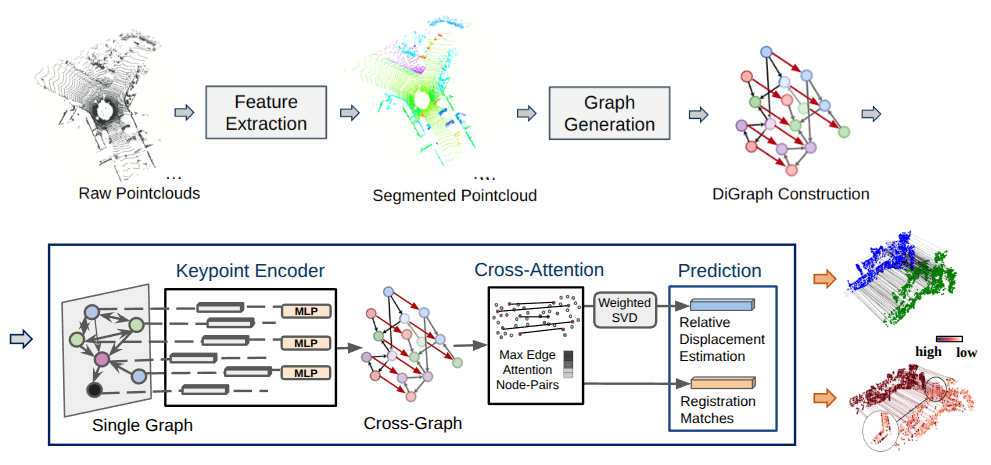 Feature
Extraction
Graph
Generation
...
Raw Pointclouds
...
Segmented Pointcloud
DiGraph Construction
Keypoint Encoder
Cross-Attention
Prediction
MLP
MLP
MLP
Weighted
SVD
Max Edge
Attention
Node-Pairs
Relative
Displacement
Estimation
Registration
Matches
Single Graph
Cross-Graph
high low